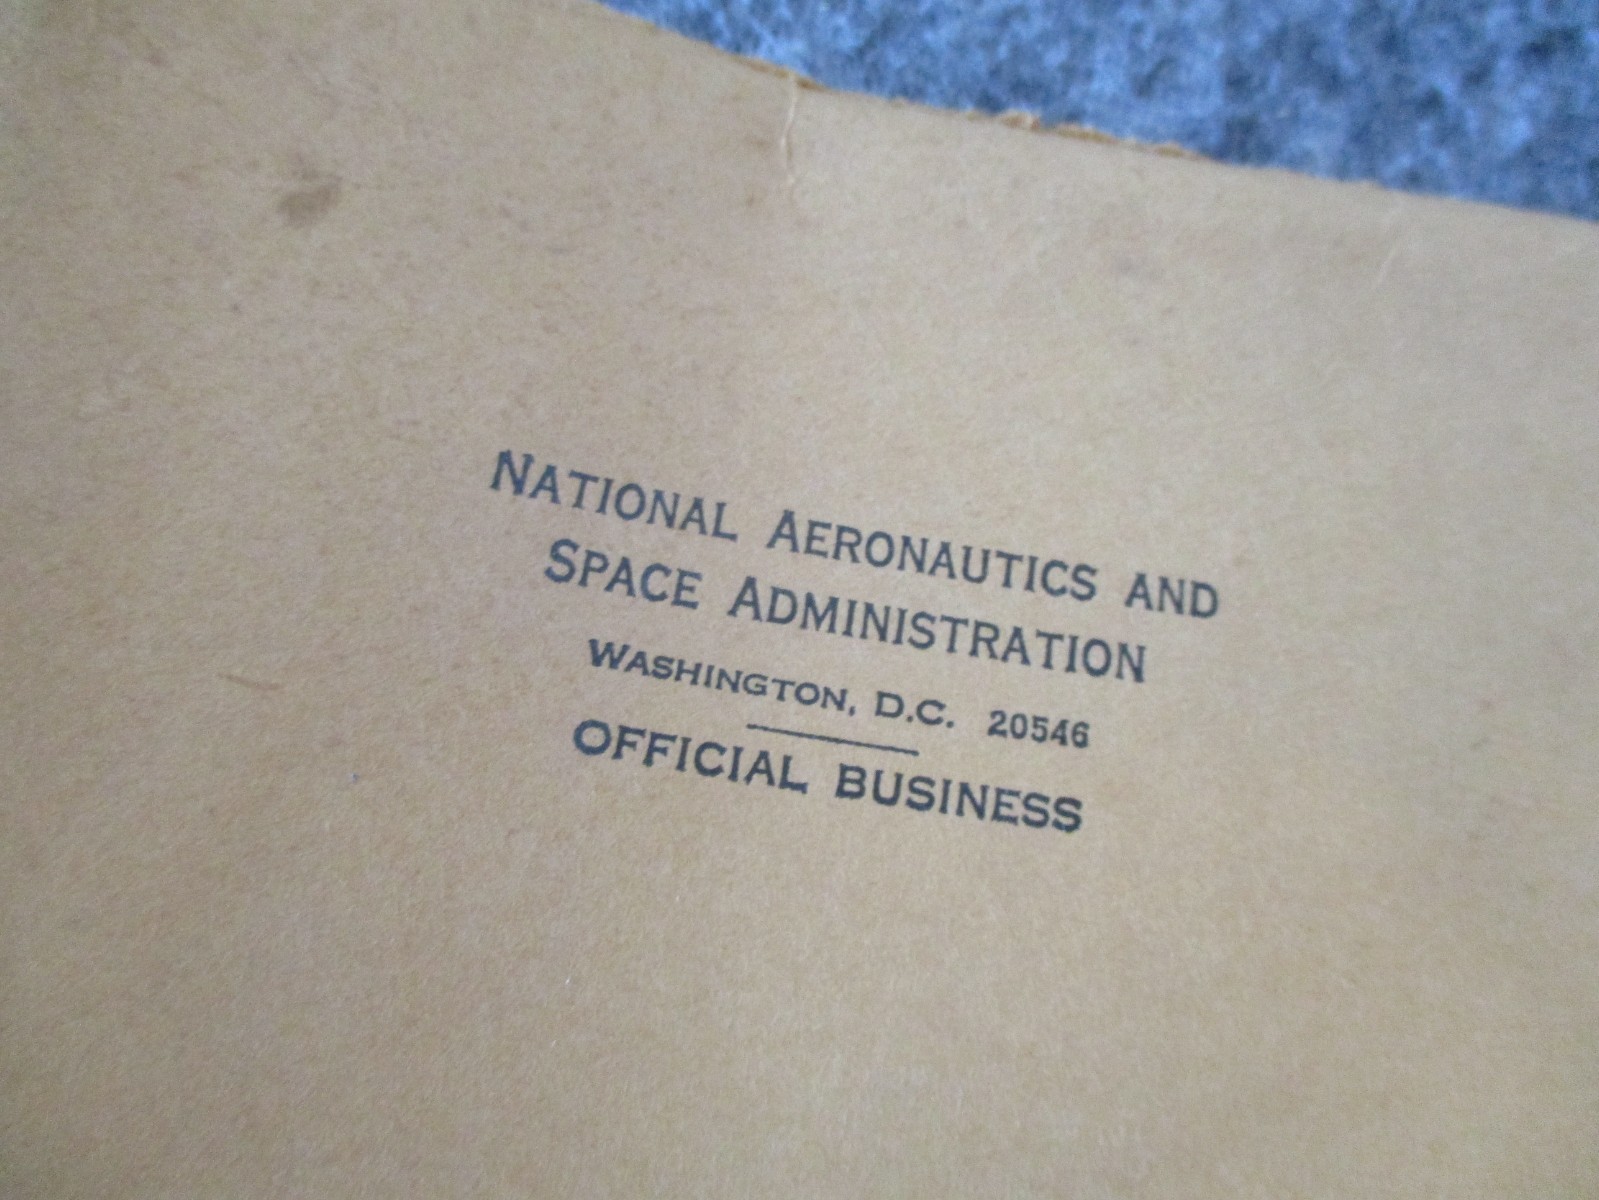 National Aeronautics and
Space Administration
Washington, D.C. 20546
Official Business